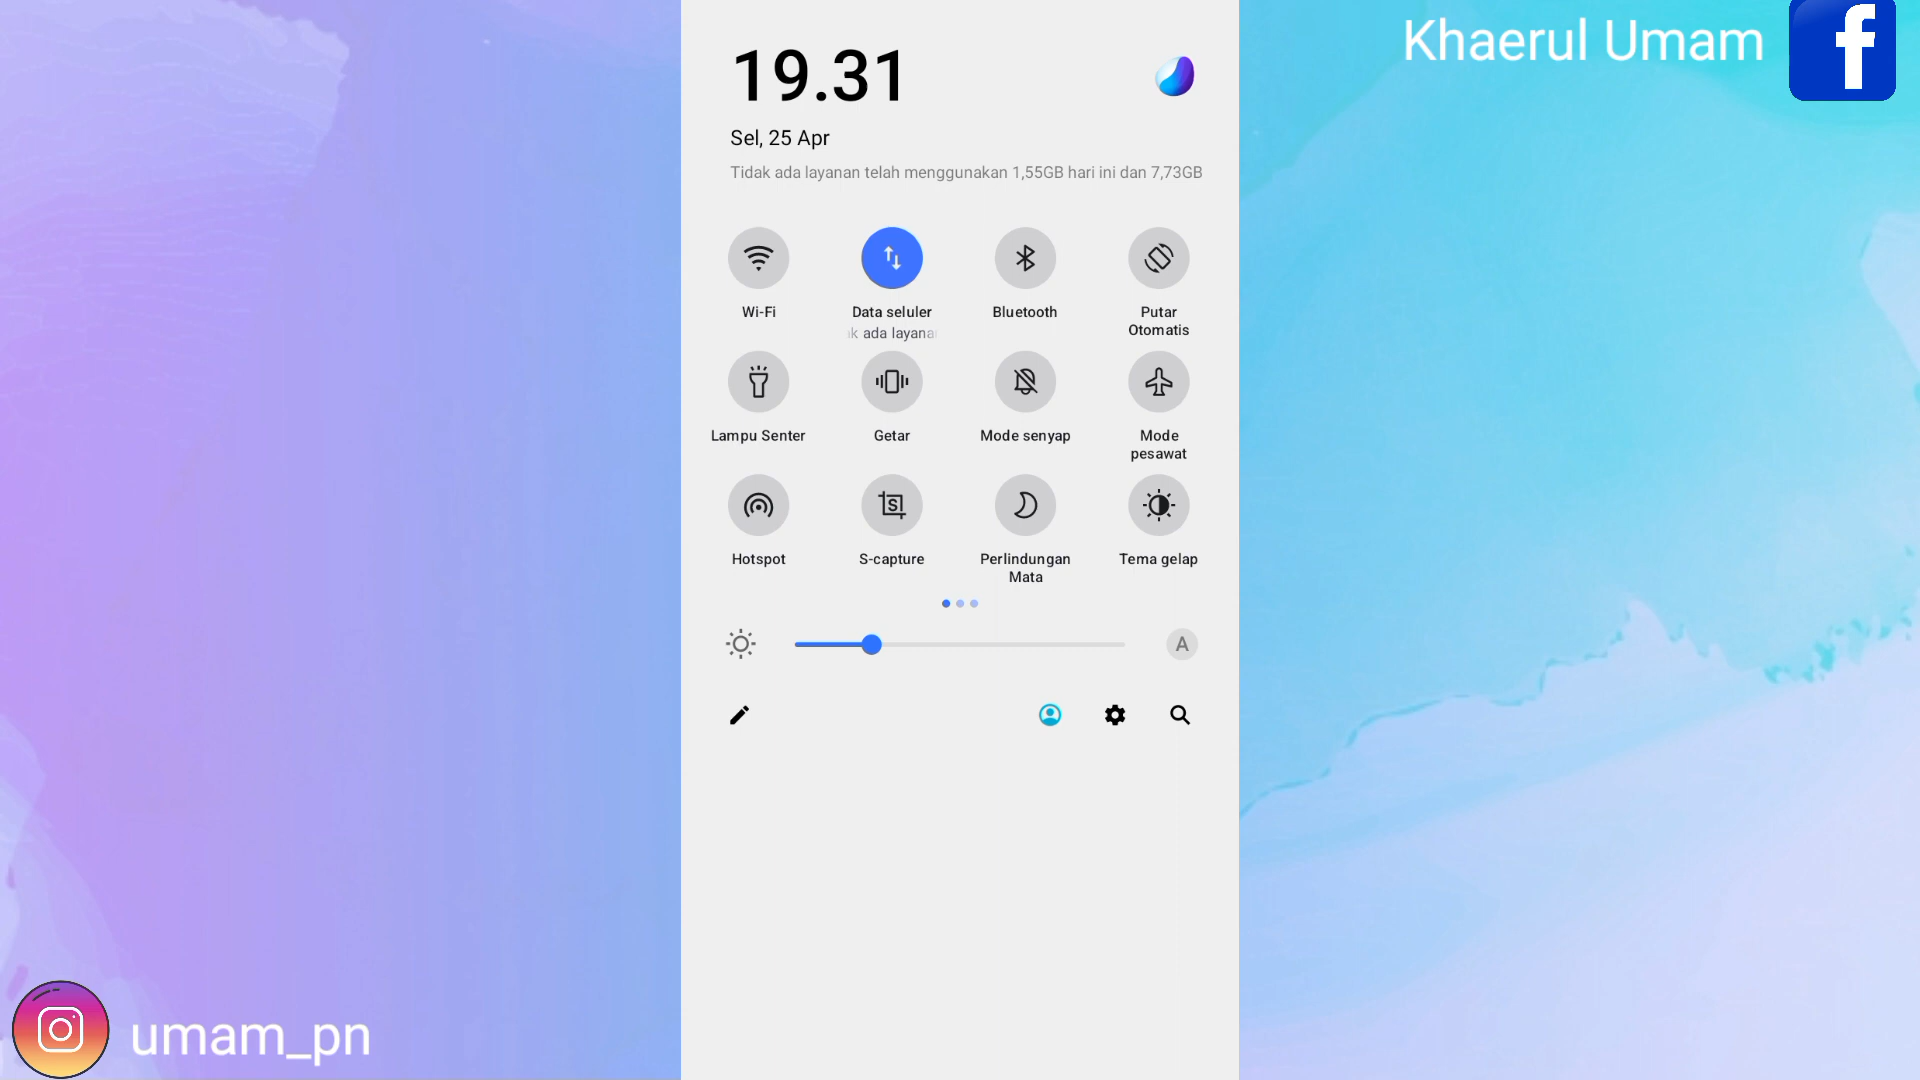 Khaerul Umam
19.31
Sel, 25 Apr
Tidak ada layanan telah menggunakan 1,55GB hari ini dan 7,73GB
Wi-Fi
Data seluler
ak ada layanan
Bluetooth
Putar
Otomatis
Lampu Senter
Getar
Mode senyap
Mode
pesawat
Hotspot
S
S-capture
Perlindungan
Mata
Tema gelap
A
umam_pn